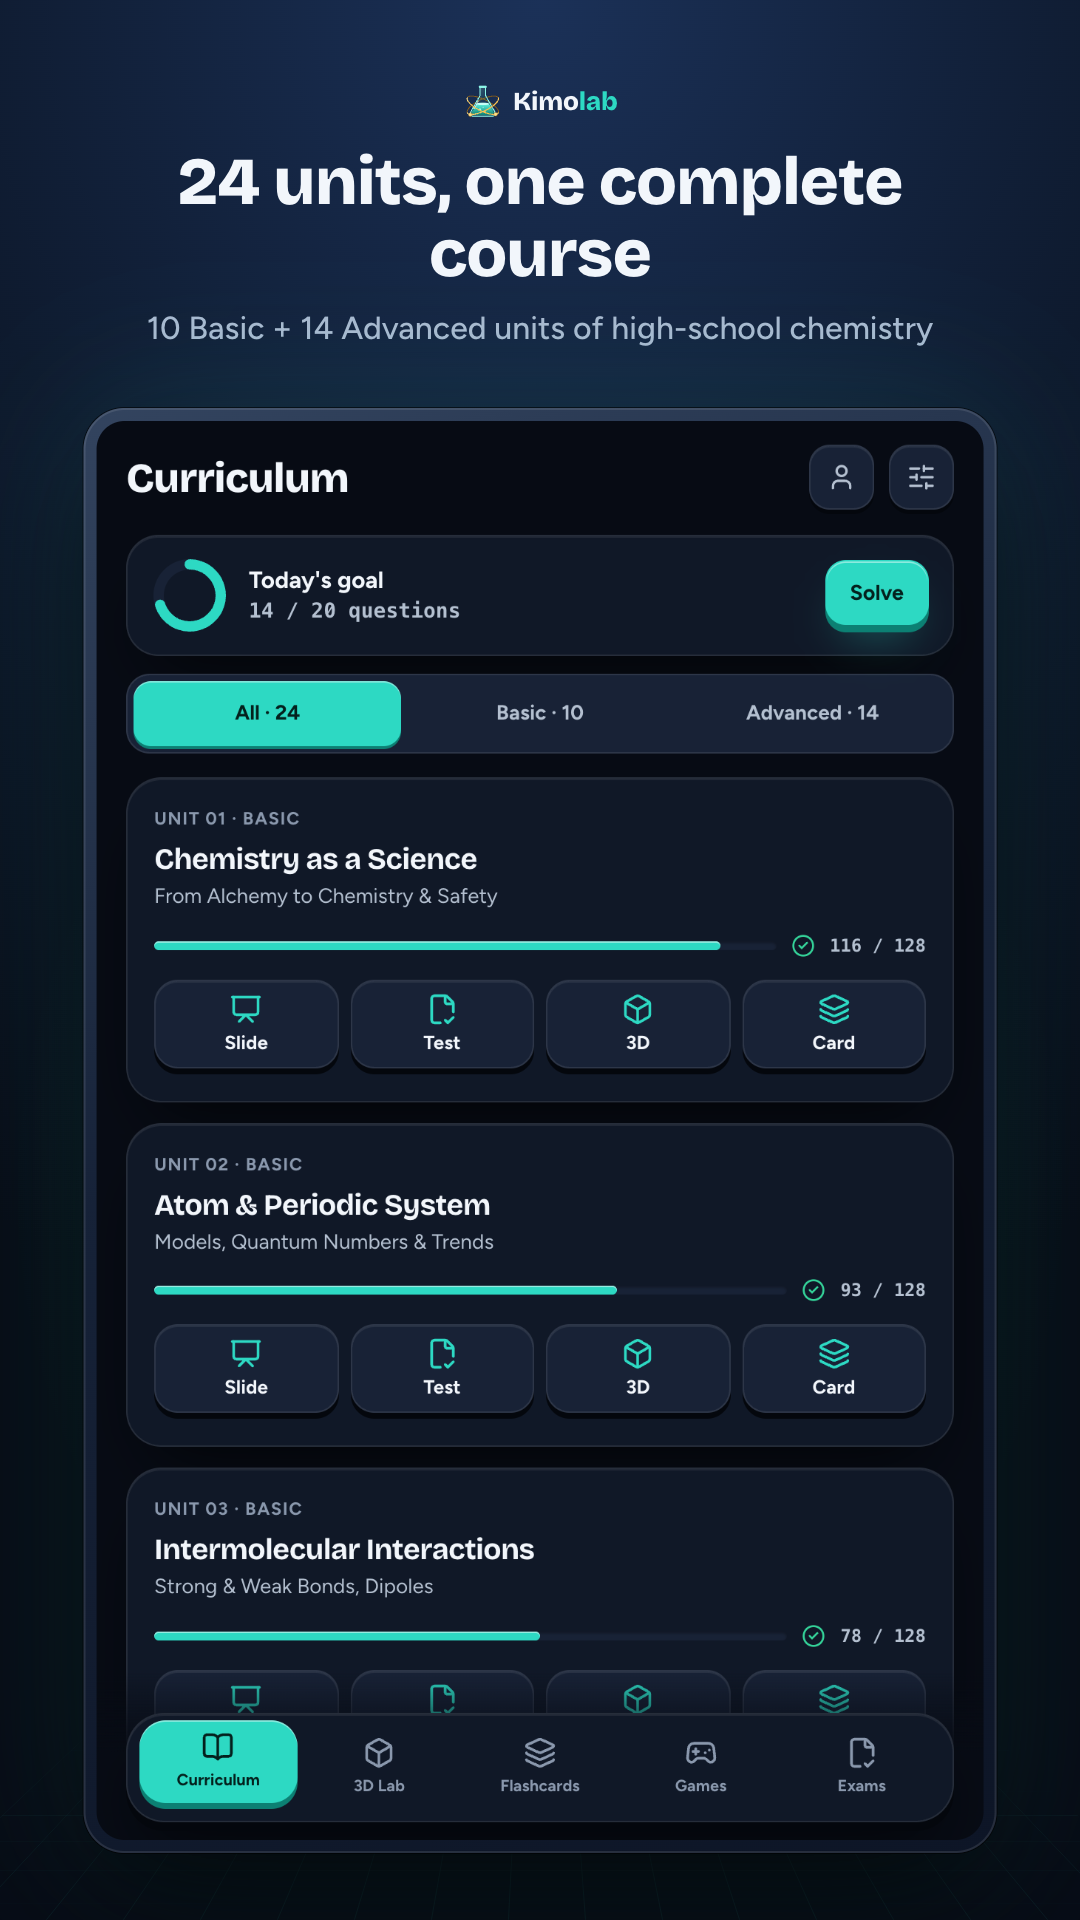 Kimolab
24 units, one complete
course
10 Basic + 14 Advanced units of high-school chemistry
Curriculum
Today's goal
14 / 20 questions
Solve
All · 24
Basic · 10
Advanced · 14
UNIT 01 · BASIC
Chemistry as a Science
From Alchemy to Chemistry & Safety
116 / 128
Slide
Test
3D
Card
UNIT 02 · BASIC
Atom & Periodic System
Models, Quantum Numbers & Trends
93 / 128
Slide
Test
3D
Card
UNIT 03 · BASIC
Intermolecular Interactions
Strong & Weak Bonds, Dipoles
78 / 128
Curriculum
3D Lab
Flashcards
Games
Exams